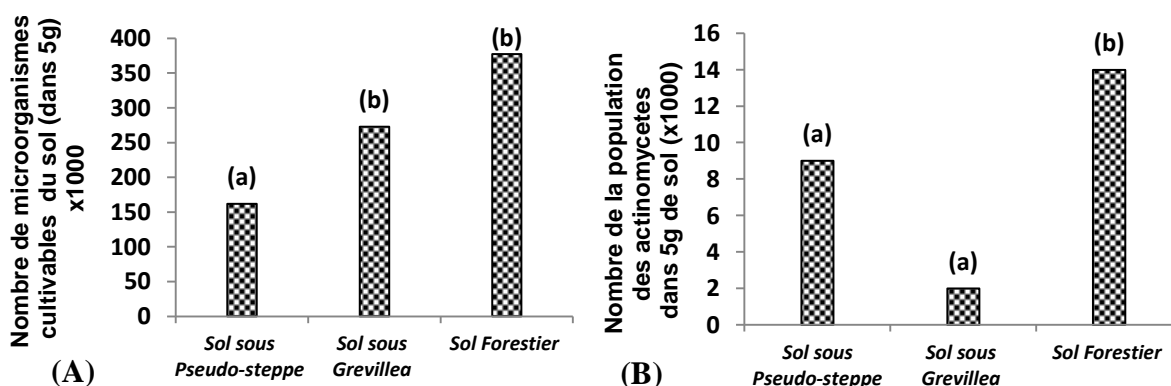 Nombre de microorganismes
cultivables du sol (dans 5g)
x1000
400
350
300
250
200
150
100
50
0
(a)
(b)
(b)
Sol sous
Pseudo-steppe
Sol sous
Grevillea
Sol Forestier
(A)
Nombre de la population
des actinomycetes
dans 5g de sol (x1000)
16
14
12
10
8
6
4
2
0
(a)
(a)
(b)
Sol sous
Pseudo-steppe
Sol sous
Grevillea
Sol Forestier
(B)